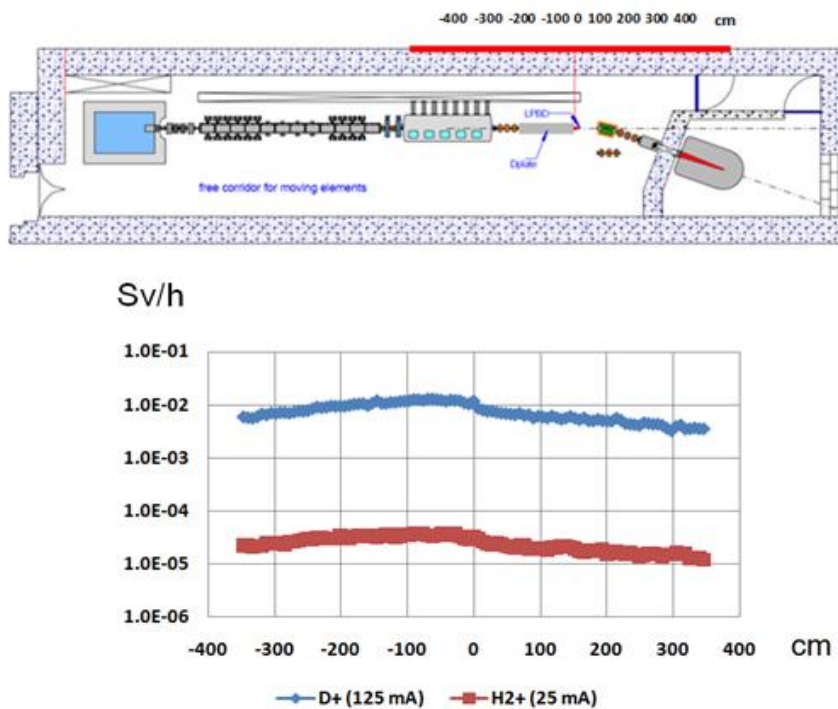 -400 -300 -200 -100 0 100 200 300 400 cm
LPBD
Dplate
free corridor for moving elements
Sv/h
1.0E-01
1.0E-02
1.0E-03
1.0E-04
1.0E-05
1.0E-06
-400 -300 -200 -100 0 100 200 300 400 cm
D+ (125 mA) H2+ (25 mA)